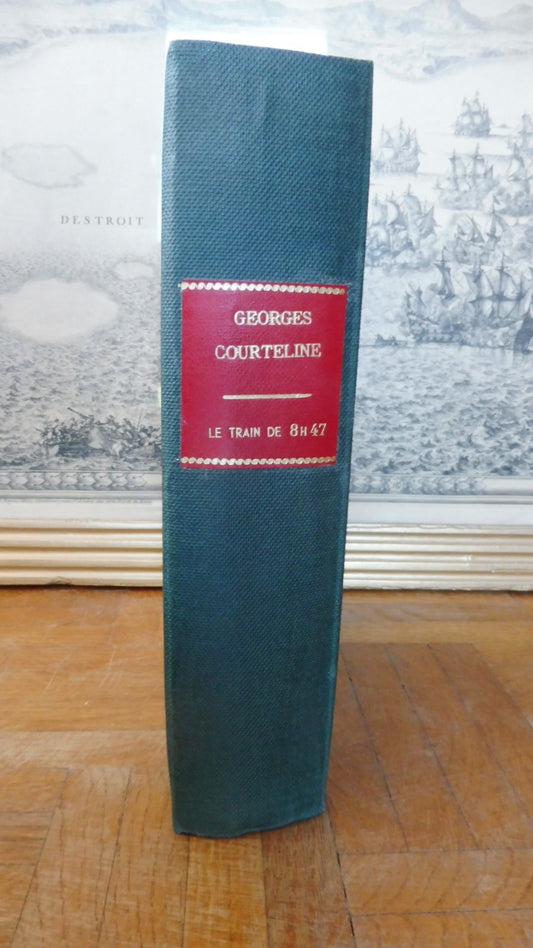 DESTROIT
GEORGES
COURTELINE
LE TRAIN DE 8H47